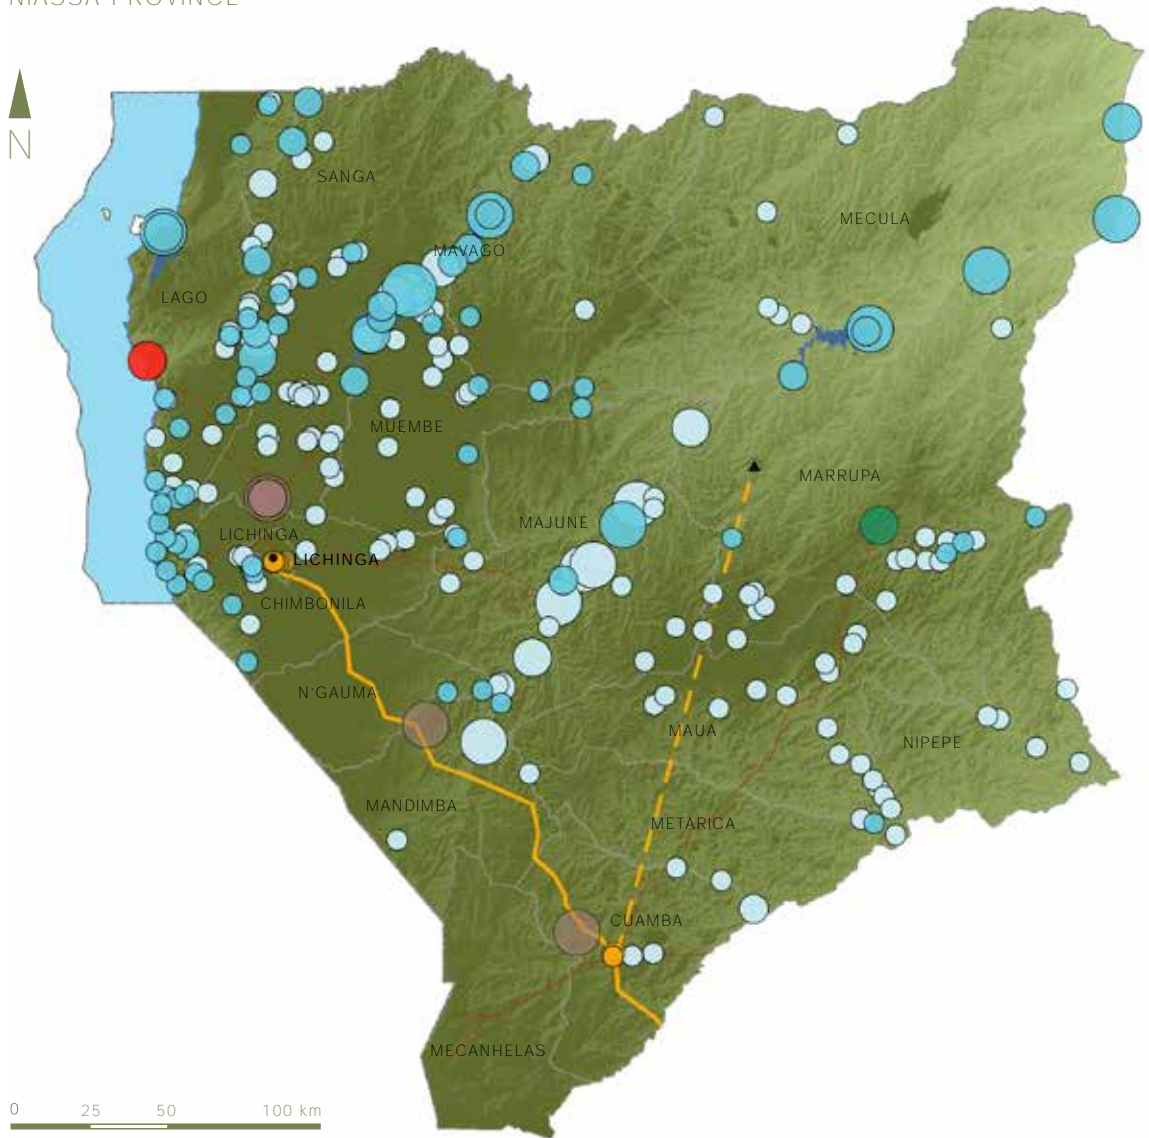 NIASSA PROVINCE
N
SANGA
MECULA
MAVAGO
LAGO
MUEMBE
MARRUPA
MAJUNE
LICHINGA
LICHINGA
CHIMBONILA
N'GAUMA
MAUA
NIPEPE
MANDIMBA
METARICA
CUAMBA
MECANHELAS
0 25 50 100 km